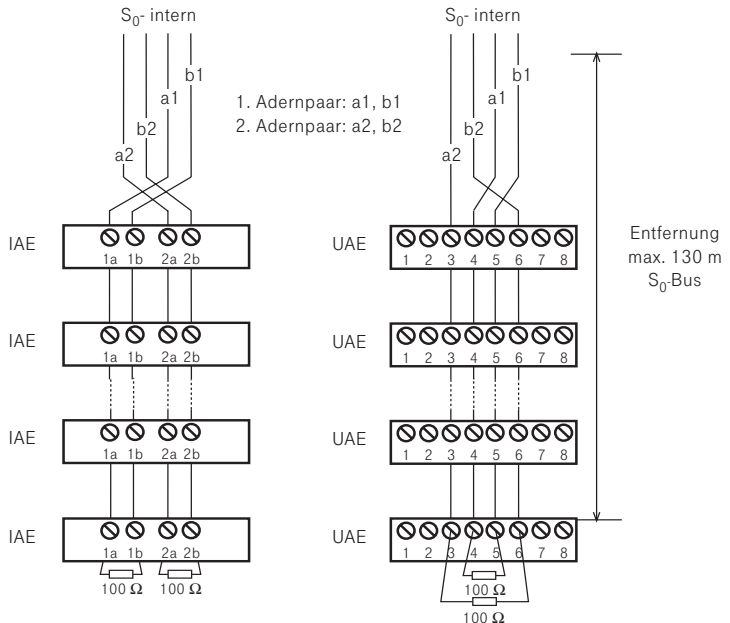 S₀- intern
S₀- intern
b1
a1
b2
a2
1. Adernpaar: a1, b1
2. Adernpaar: a2, b2
b1
a1
b2
a2
IAE
1a 1b 2a 2b
UAE
1 2 3 4 5 6 7 8
Entfernung
max. 130 m
S₀-Bus
IAE
1a 1b 2a 2b
UAE
1 2 3 4 5 6 7 8
IAE
1a 1b 2a 2b
UAE
1 2 3 4 5 6 7 8
IAE
1a 1b 2a 2b
100 Ω 100 Ω
UAE
1 2 3 4 5 6 7 8
100 Ω
100 Ω